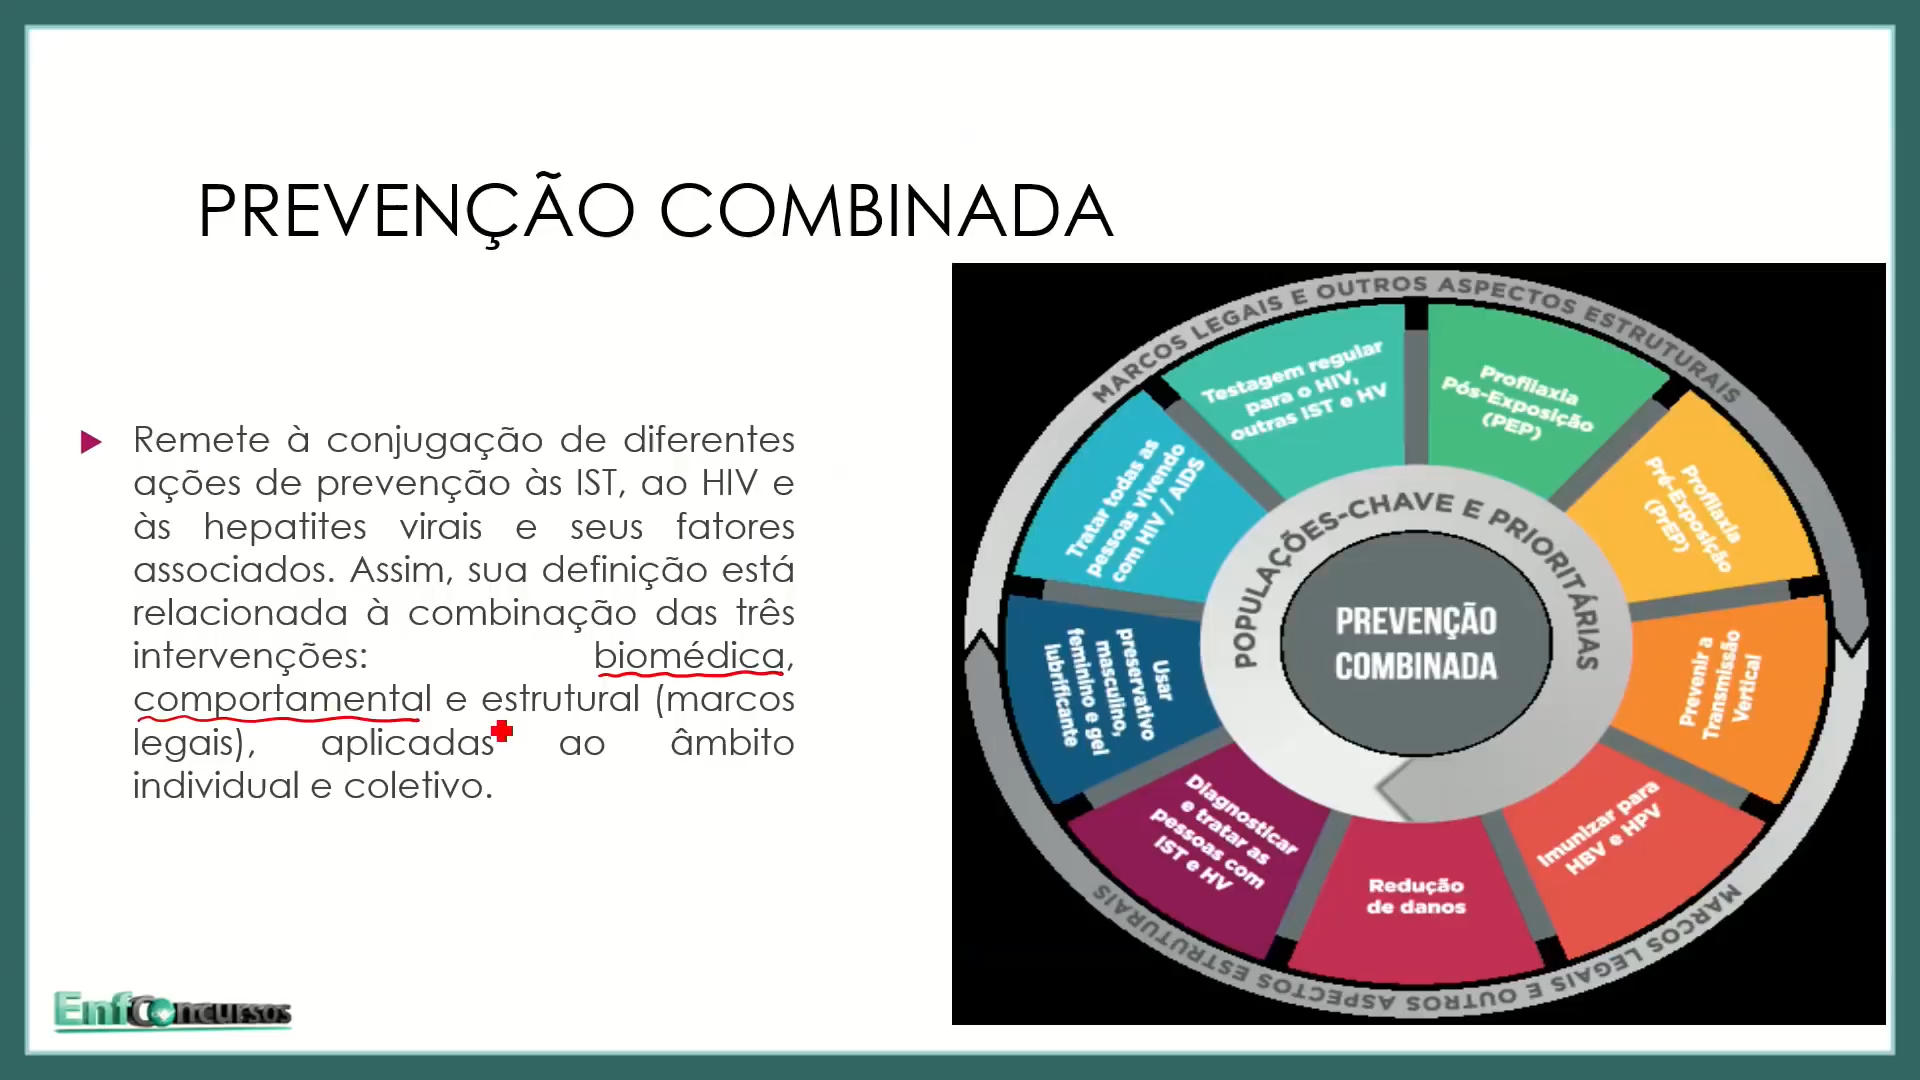 PREVENÇÃO COMBINADA
Remete à conjugação de diferentes
ações de prevenção às IST, ao HIV e
às hepatites virais e seus fatores
associados. Assim, sua definição está
relacionada à combinação das três
intervenções: biomédica,
comportamental e estrutural (marcos
legais), aplicadas ao âmbito
individual e coletivo.
MARCOS LEGAIS E OUTROS ASPECTOS ESTRUTURAIS
Testagem regular
para o HIV,
outras IST e HV
Profilaxia
Pós-Exposição
(PEP)
Profilaxia
Pré-Exposição
(PrEP)
Prevenir a
Transmissão
Vertical
Imunizar para
HBV e HPV
Redução
de danos
Diagnosticar
e tratar as
pessoas com
IST e HV
Usar
preservativo
masculino,
feminino e gel
lubrificante
Tratar todas as
pessoas vivendo
com HIV / AIDS
POPULAÇÕES-CHAVE E PRIORITÁRIAS
PREVENÇÃO
COMBINADA
MARCOS LEGAIS E OUTROS ASPECTOS ESTRUTURAIS
EnfConcursos